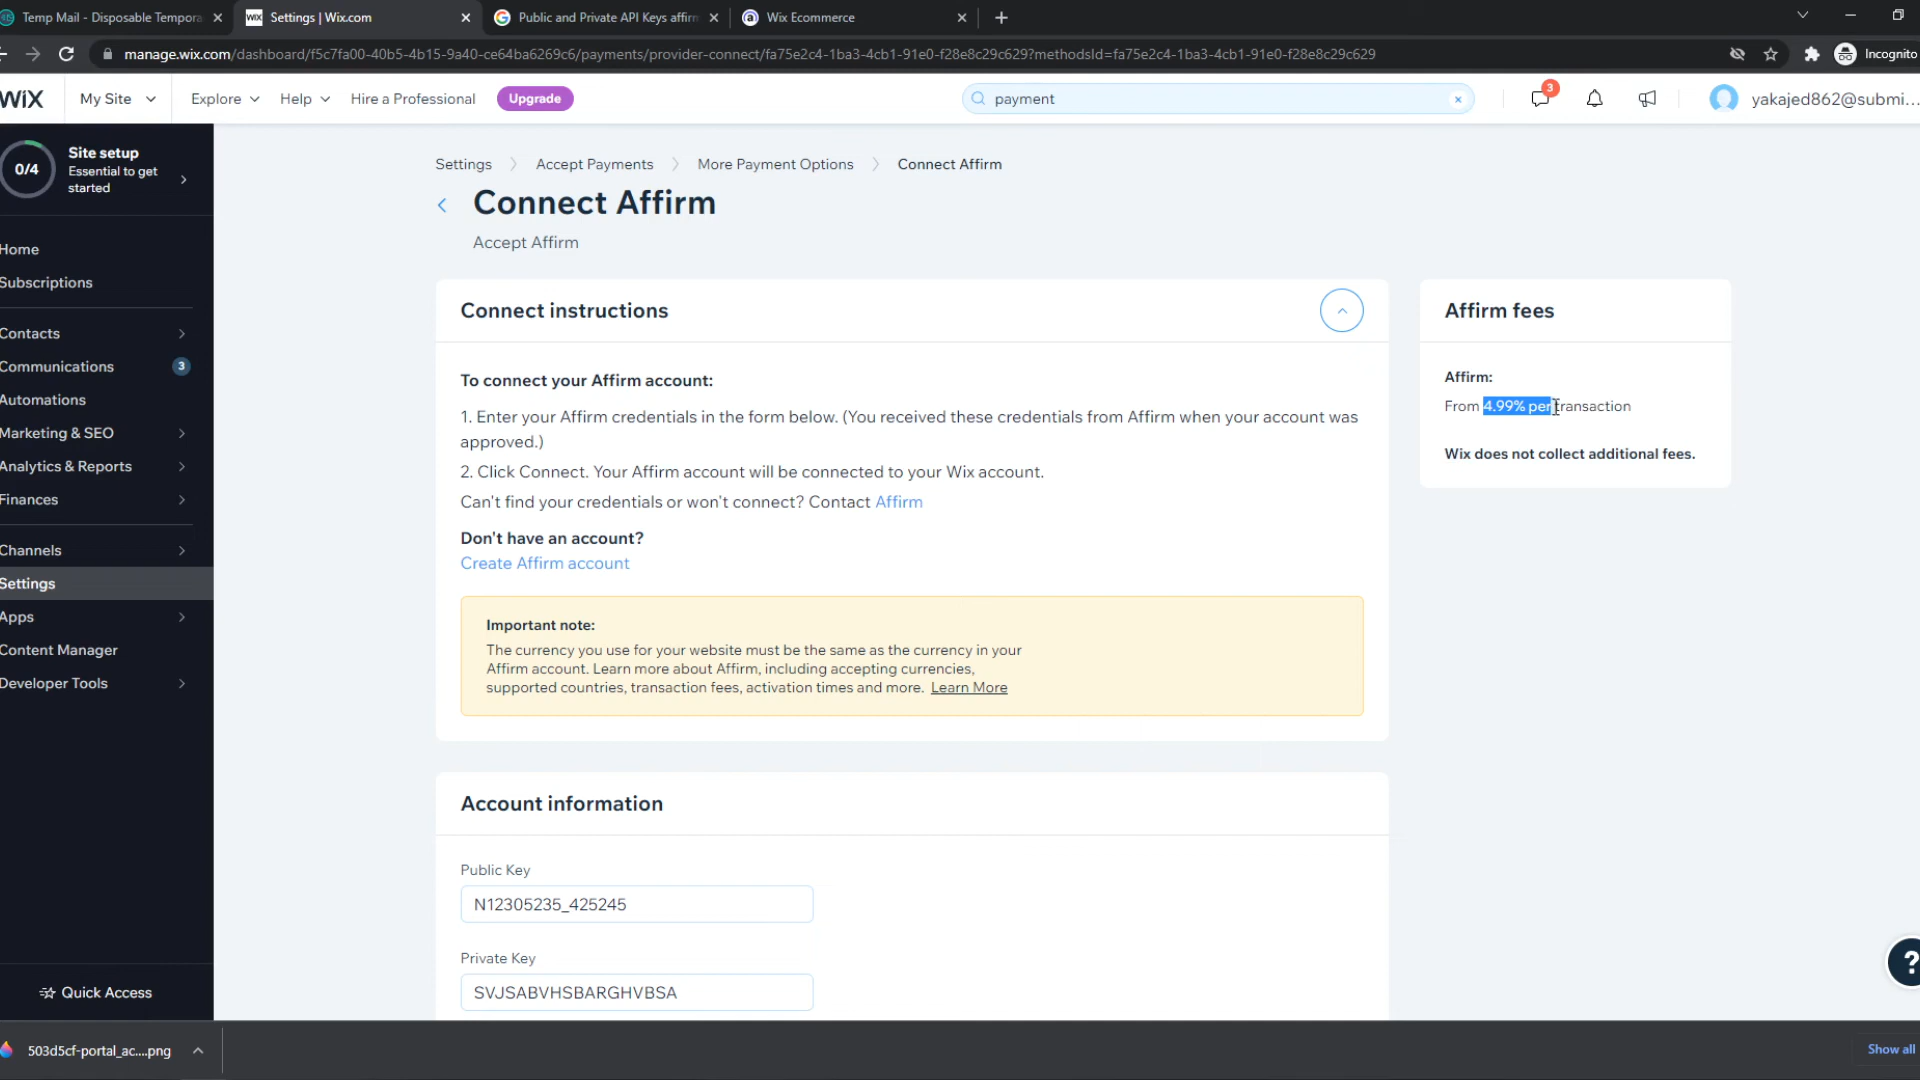 Temp Mail - Disposable Tempora
Settings | Wix.com
Public and Private API Keys affirm
Wix Ecommerce
manage.wix.com/dashboard/f5c7fa00-40b5-4b15-9a40-ce64ba6269c6/payments/provider-connect/fa75e2c4-1ba3-4cb1-91e0-f28e8c29c629?methodsId=fa75e2c4-1ba3-4cb1-91e0-f28e8c29c629
Incognito
WiX
My Site
Explore
Help
Hire a Professional
Upgrade
payment
3
yakajed862@submi...
0/4
Site setup
Essential to get
started
Home
Subscriptions
Contacts
Communications
3
Automations
Marketing & SEO
Analytics & Reports
Finances
Channels
Settings
Apps
Content Manager
Developer Tools
Quick Access
Settings
Accept Payments
More Payment Options
Connect Affirm
Connect Affirm
Accept Affirm
Connect instructions
To connect your Affirm account:
1. Enter your Affirm credentials in the form below. (You received these credentials from Affirm when your account was
approved.)
2. Click Connect. Your Affirm account will be connected to your Wix account.
Can't find your credentials or won't connect? Contact Affirm
Don't have an account?
Create Affirm account
Important note:
The currency you use for your website must be the same as the currency in your
Affirm account. Learn more about Affirm, including accepting currencies,
supported countries, transaction fees, activation times and more. Learn More
Account information
Public Key
N12305235_425245
Private Key
SVJSABVHSBARGHVBSA
Affirm fees
Affirm:
From 4.99% per transaction
Wix does not collect additional fees.
?
503d5cf-portal_ac....png
Show all